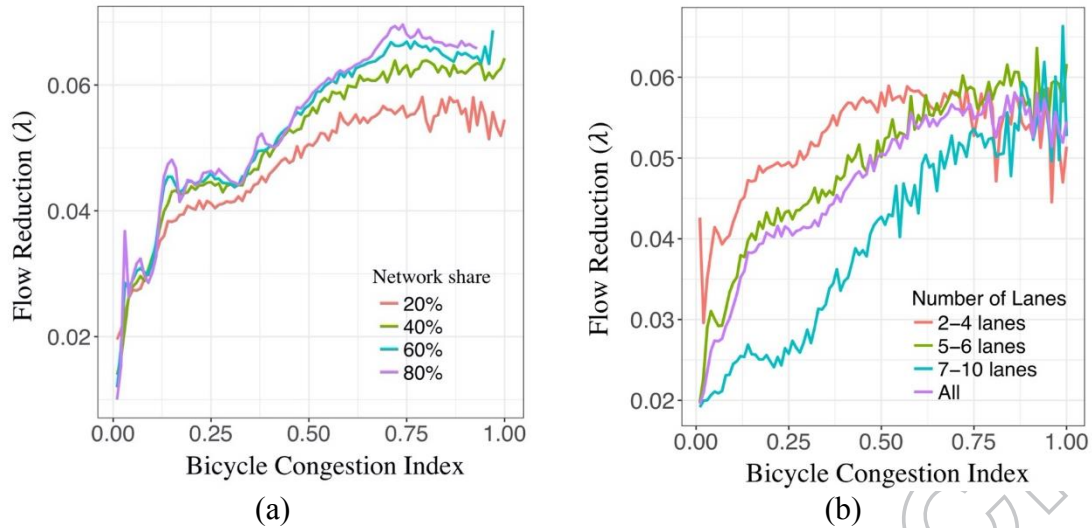 Flow Reduction (λ)
0.06
0.04
0.02
Network share
20%
40%
60%
80%
0.00 0.25 0.50 0.75 1.00
Bicycle Congestion Index
(a)
Flow Reduction (λ)
0.06
0.05
0.04
0.03
0.02
Number of Lanes
2−4 lanes
5−6 lanes
7−10 lanes
All
0.00 0.25 0.50 0.75 1.00
Bicycle Congestion Index
(b)